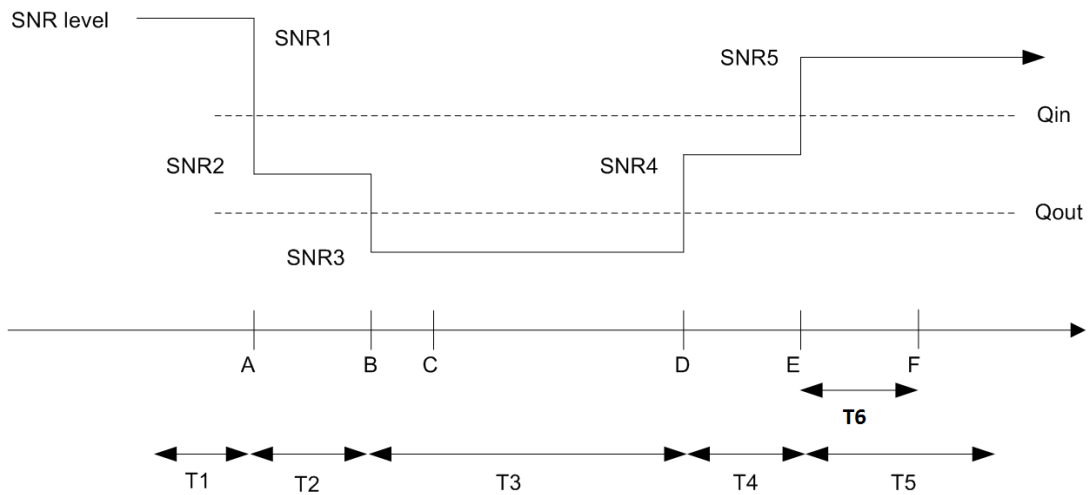 SNR level
SNR1
SNR5
Qin
SNR2
SNR4
Qout
SNR3
A B C D E F
T6
T1 T2 T3 T4 T5